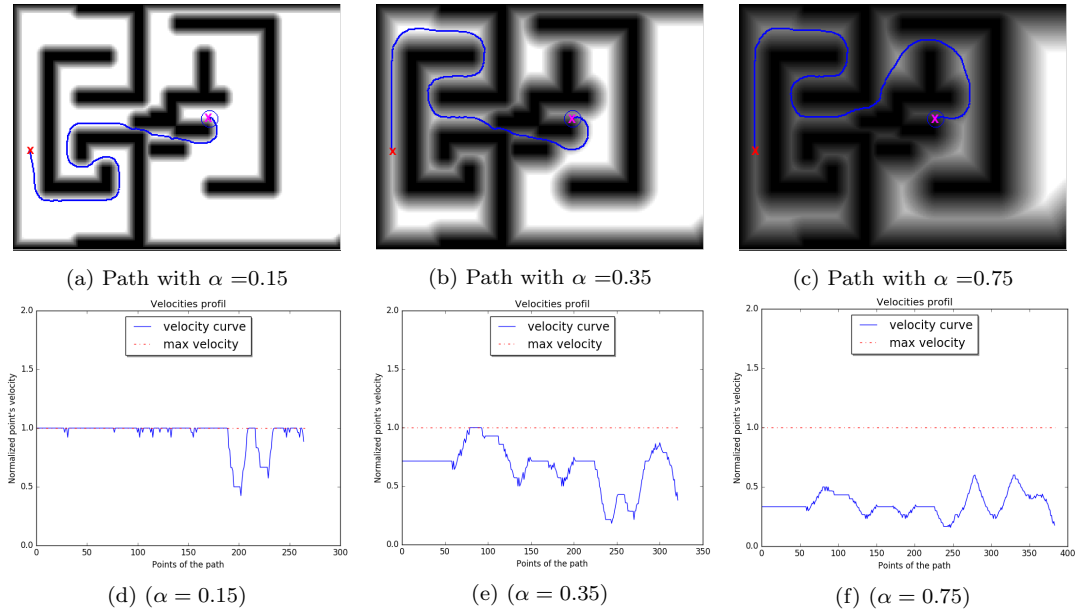 x
x
x
x
x
x
(a) Path with α =0.15
(b) Path with α =0.35
(c) Path with α =0.75
Velocities profil
2.0
1.5
1.0
0.5
0.0
Normalized point's velocity
velocity curve
max velocity
0
50
100
150
200
250
300
Points of the path
Velocities profil
2.0
1.5
1.0
0.5
0.0
Normalized point's velocity
velocity curve
max velocity
0
50
100
150
200
250
300
350
Points of the path
Velocities profil
2.0
1.5
1.0
0.5
0.0
Normalized point's velocity
velocity curve
max velocity
0
50
100
150
200
250
300
350
400
Points of the path
(d) (α = 0.15)
(e) (α = 0.35)
(f) (α = 0.75)